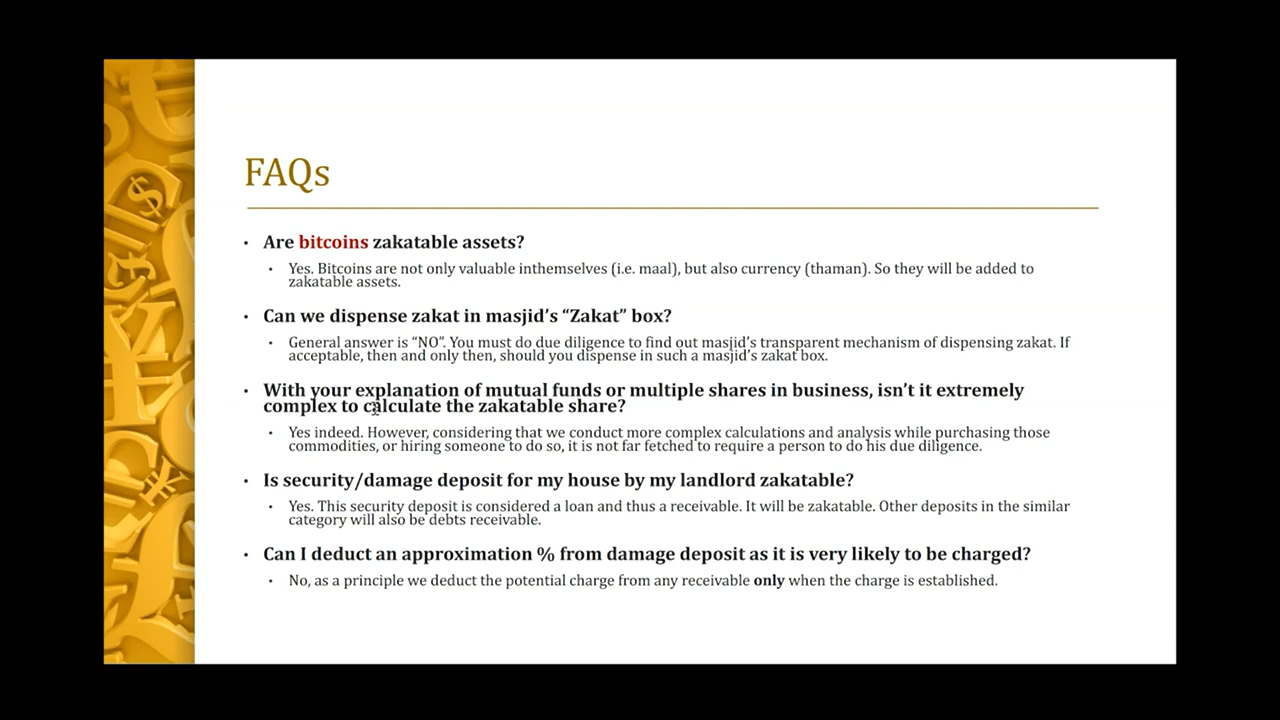 FAQs
• Are bitcoins zakatable assets?
• Yes. Bitcoins are not only valuable inthemselves (i.e. maal), but also currency (thaman). So they will be added to
zakatable assets.
• Can we dispense zakat in masjid’s “Zakat” box?
• General answer is “NO”. You must do due diligence to find out masjid’s transparent mechanism of dispensing zakat. If
acceptable, then and only then, should you dispense in such a masjid’s zakat box.
• With your explanation of mutual funds or multiple shares in business, isn’t it extremely
complex to calculate the zakatable share?
• Yes indeed. However, considering that we conduct more complex calculations and analysis while purchasing those
commodities, or hiring someone to do so, it is not far fetched to require a person to do his due diligence.
• Is security/damage deposit for my house by my landlord zakatable?
• Yes. This security deposit is considered a loan and thus a receivable. It will be zakatable. Other deposits in the similar
category will also be debts receivable.
• Can I deduct an approximation % from damage deposit as it is very likely to be charged?
• No, as a principle we deduct the potential charge from any receivable only when the charge is established.